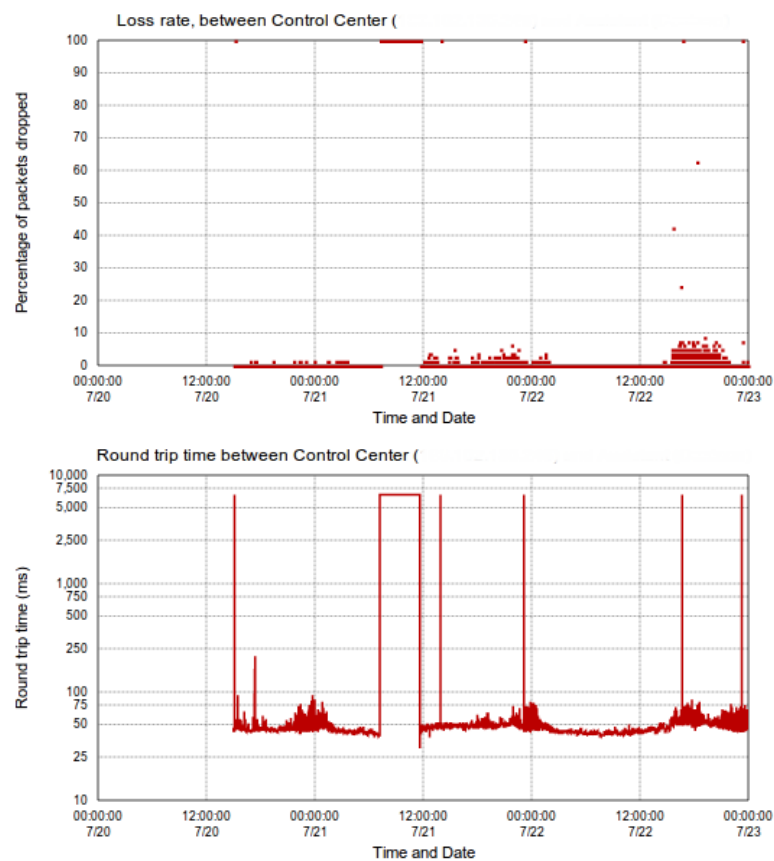 Loss rate, between Control Center (
100
90
80
70
60
50
40
30
20
10
0
Percentage of packets dropped
00:00:00 12:00:00 00:00:00 12:00:00 00:00:00 12:00:00 00:00:00
7/20 7/20 7/21 7/21 7/22 7/22 7/23
Time and Date
Round trip time between Control Center (
10,000
7,500
5,000
2,500
1,000
750
500
250
100
75
50
25
10
Round trip time (ms)
00:00:00 12:00:00 00:00:00 12:00:00 00:00:00 12:00:00 00:00:00
7/20 7/20 7/21 7/21 7/22 7/22 7/23
Time and Date